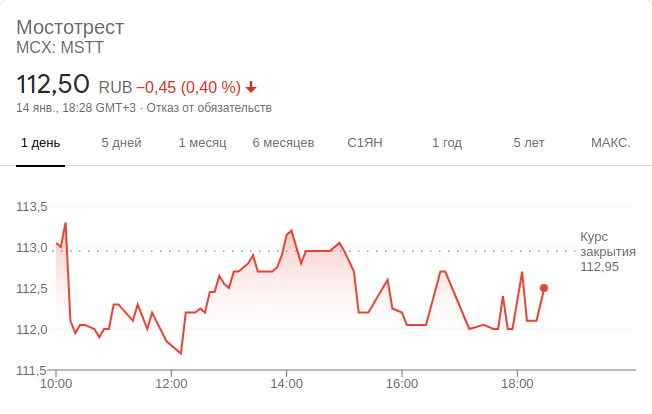 Мостотрест
MCX: MSTT
112,50 RUB −0,45 (0,40 %)
14 янв., 18:28 GMT+3 · Отказ от обязательств
1 день 5 дней 1 месяц 6 месяцев С1ЯН 1 год 5 лет МАКС.
113,5
113,0
112,5
112,0
111,5
Курс
закрытия
112,95
10:00 12:00 14:00 16:00 18:00